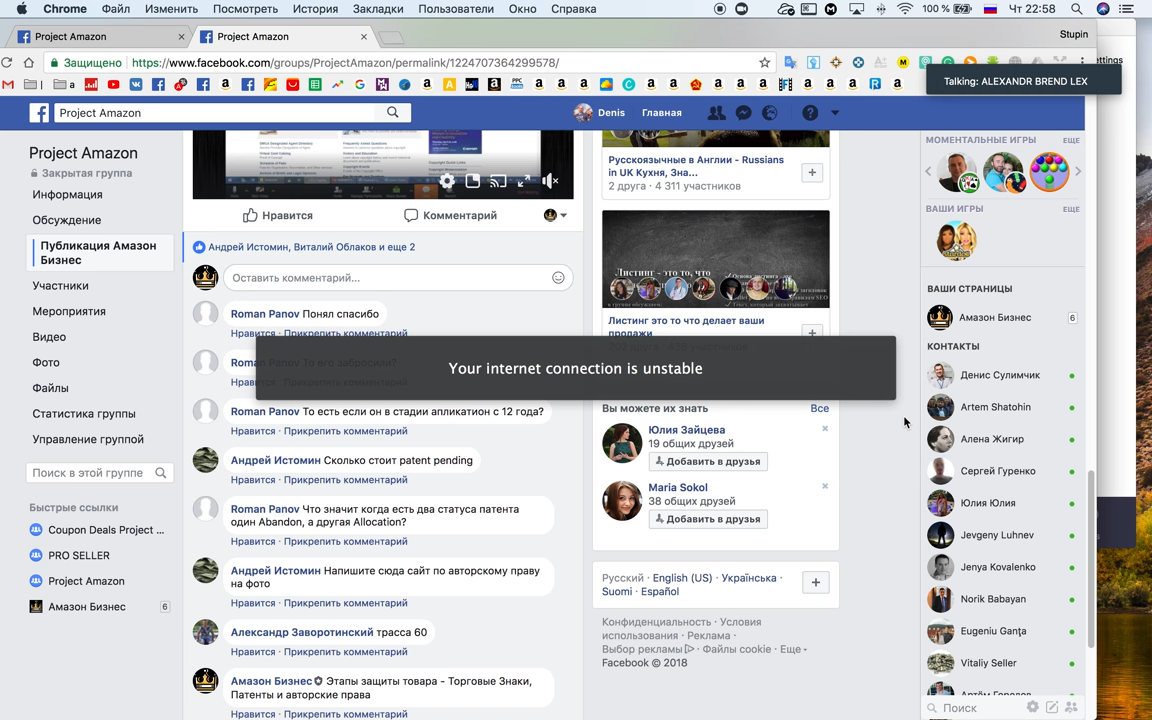 Chrome Файл Изменить Посмотреть История Закладки Пользователи Окно Справка 100 % Чт 22:58
Project Amazon × Project Amazon × Stupin
Защищено https://www.facebook.com/groups/ProjectAmazon/permalink/1224707364299578/
Talking: ALEXANDR BREND LEX
Project Amazon Denis Главная
Project Amazon
Закрытая группа
Информация
Обсуждение
Публикация Амазон
Бизнес
Участники
Мероприятия
Видео
Фото
Файлы
Статистика группы
Управление группой
Поиск в этой группе
Быстрые ссылки
Coupon Deals Project ...
PRO SELLER
Project Amazon
Амазон Бизнес 6
Нравится Комментарий
Андрей Истомин, Виталий Облаков и еще 2
Оставить комментарий...
Roman Panov Понял спасибо
Нравится · Прикрепить комментарий
Your internet connection is unstable
Roman Panov То есть если он в стадии апликатион с 12 года?
Нравится · Прикрепить комментарий
Андрей Истомин Сколько стоит patent pending
Нравится · Прикрепить комментарий
Roman Panov Что значит когда есть два статуса патента
один Abandon, а другая Allocation?
Нравится · Прикрепить комментарий
Андрей Истомин Напишите сюда сайт по авторскому праву
на фото
Нравится · Прикрепить комментарий
Александр Заворотинский трасса 60
Нравится · Прикрепить комментарий
Амазон Бизнес Этапы защиты товара - Торговые Знаки,
Патенты и авторские права
Нравится · Прикрепить комментарий
Русскоязычные в Англии - Russians
in UK Кухня, Зна...
2 друга · 4 311 участников
Листинг - это то, что
Листинг это то что делает ваши
продажи
Вы можете их знать Все
Юлия Зайцева
19 общих друзей
Добавить в друзья
Maria Sokol
38 общих друзей
Добавить в друзья
Русский · English (US) · Українська ·
Suomi · Español
Конфиденциальность · Условия
использования · Реклама ·
Выбор рекламы · Файлы cookie · Еще
Facebook © 2018
МОМЕНТАЛЬНЫЕ ИГРЫ ЕЩЕ
ВАШИ ИГРЫ ЕЩЕ
ВАШИ СТРАНИЦЫ
Амазон Бизнес 6
КОНТАКТЫ
Денис Сулимчик
Artem Shatohin
Алена Жигир
Сергей Гуренко
Юлия Юлия
Jevgeny Luhnev
Jenya Kovalenko
Norik Babayan
Eugeniu Ganța
Vitaliy Seller
Поиск